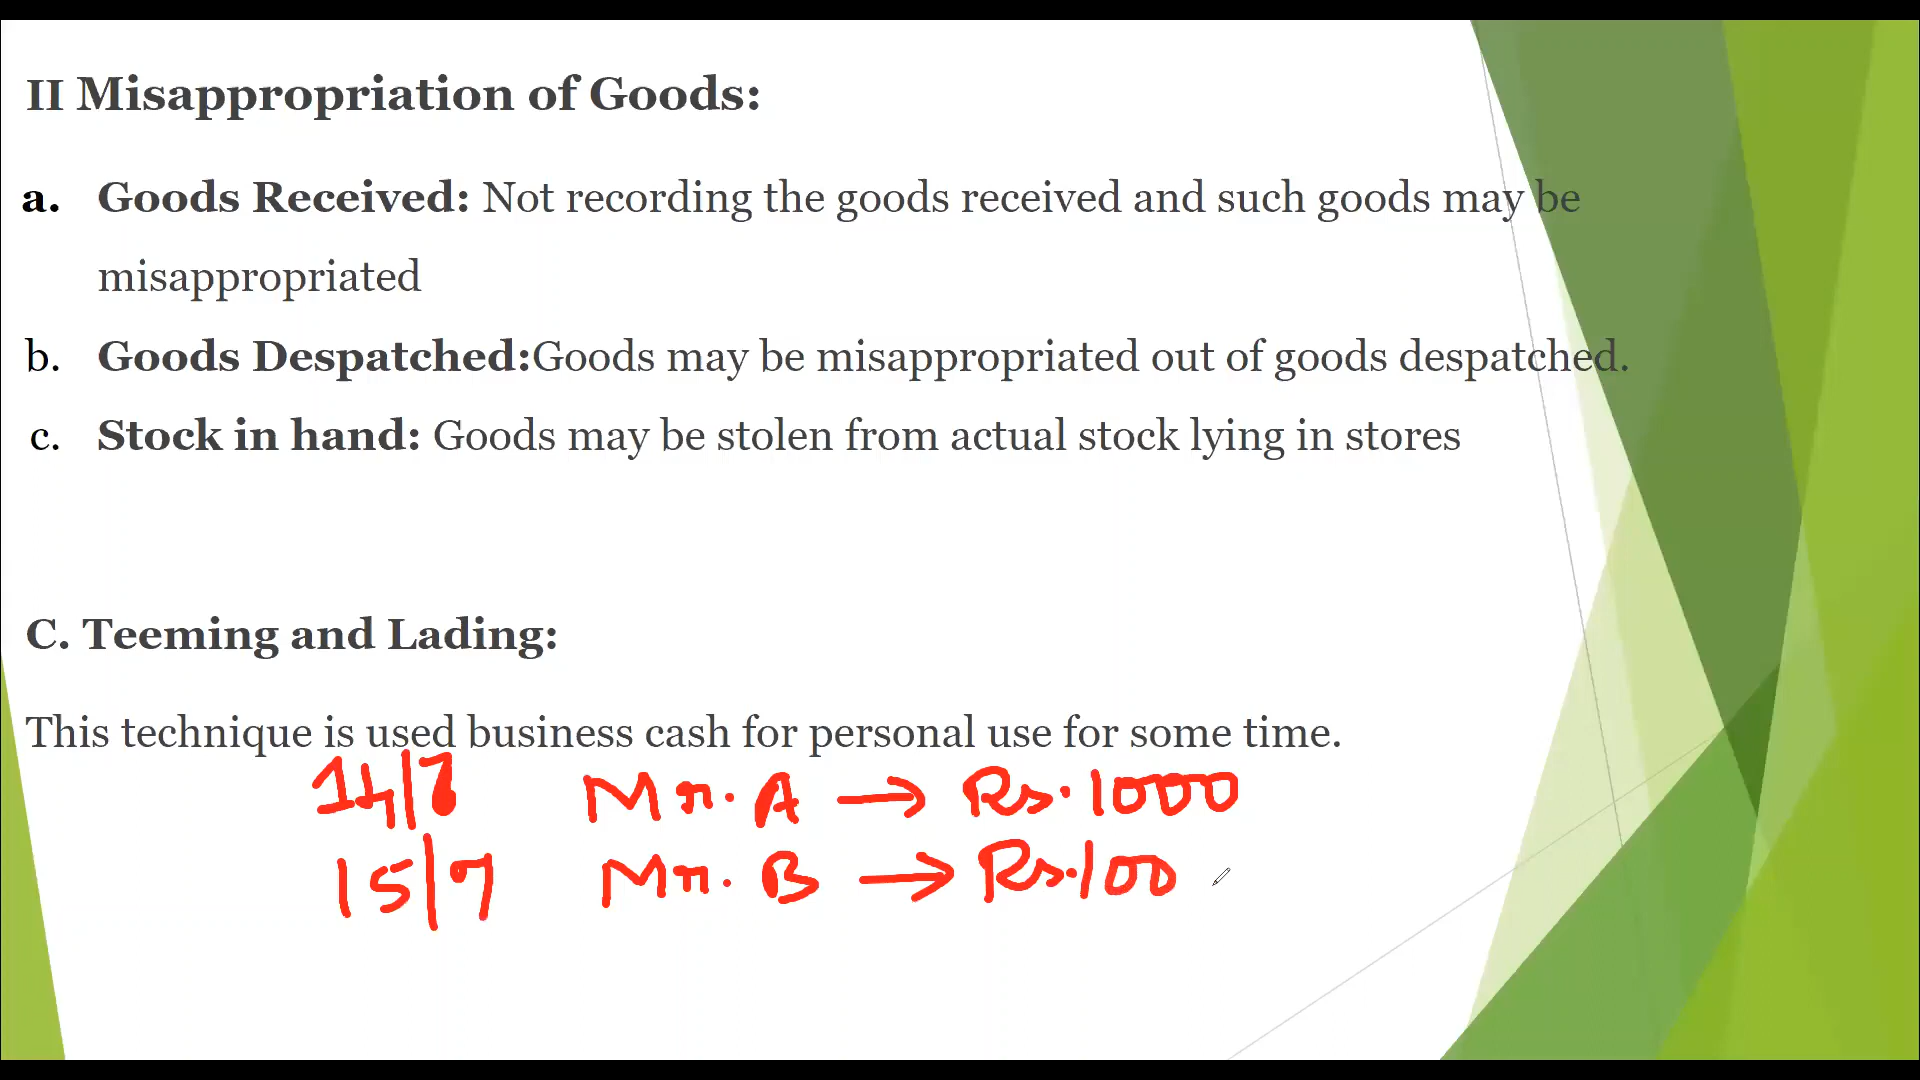 II Misappropriation of Goods:
a. Goods Received: Not recording the goods received and such goods may be
misappropriated
b. Goods Despatched:Goods may be misappropriated out of goods despatched.
c. Stock in hand: Goods may be stolen from actual stock lying in stores
C. Teeming and Lading:
This technique is used business cash for personal use for some time.
14/7 Mr. A → Rs.1000
15/7 Mr. B → Rs.100